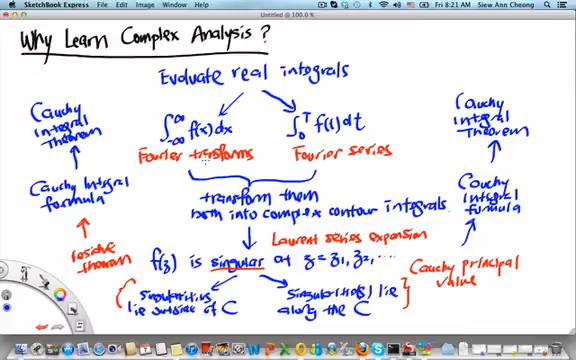 SketchBook Express File Edit Image Window Help Fri 8:21 AM Siew Ann Cheong
Untitled @ 100.0 %
Why Learn Complex Analysis?
Evaluate real integrals
∫_{-∞}^{∞} f(x)dx
∫_0^T f(t)dt
Fourier transforms
Fourier series
transform them
both into complex contour integrals.
Laurent series expansion
f(z) is singular at z = z1, z2, ...
Singularities
lie outside of C
Singularit(ies) lie
along the C
Cauchy
integral
Theorem
Cauchy Integral
formula
residue
theorem
Cauchy
integral
Theorem
Cauchy
integral
formula
Cauchy principal
value